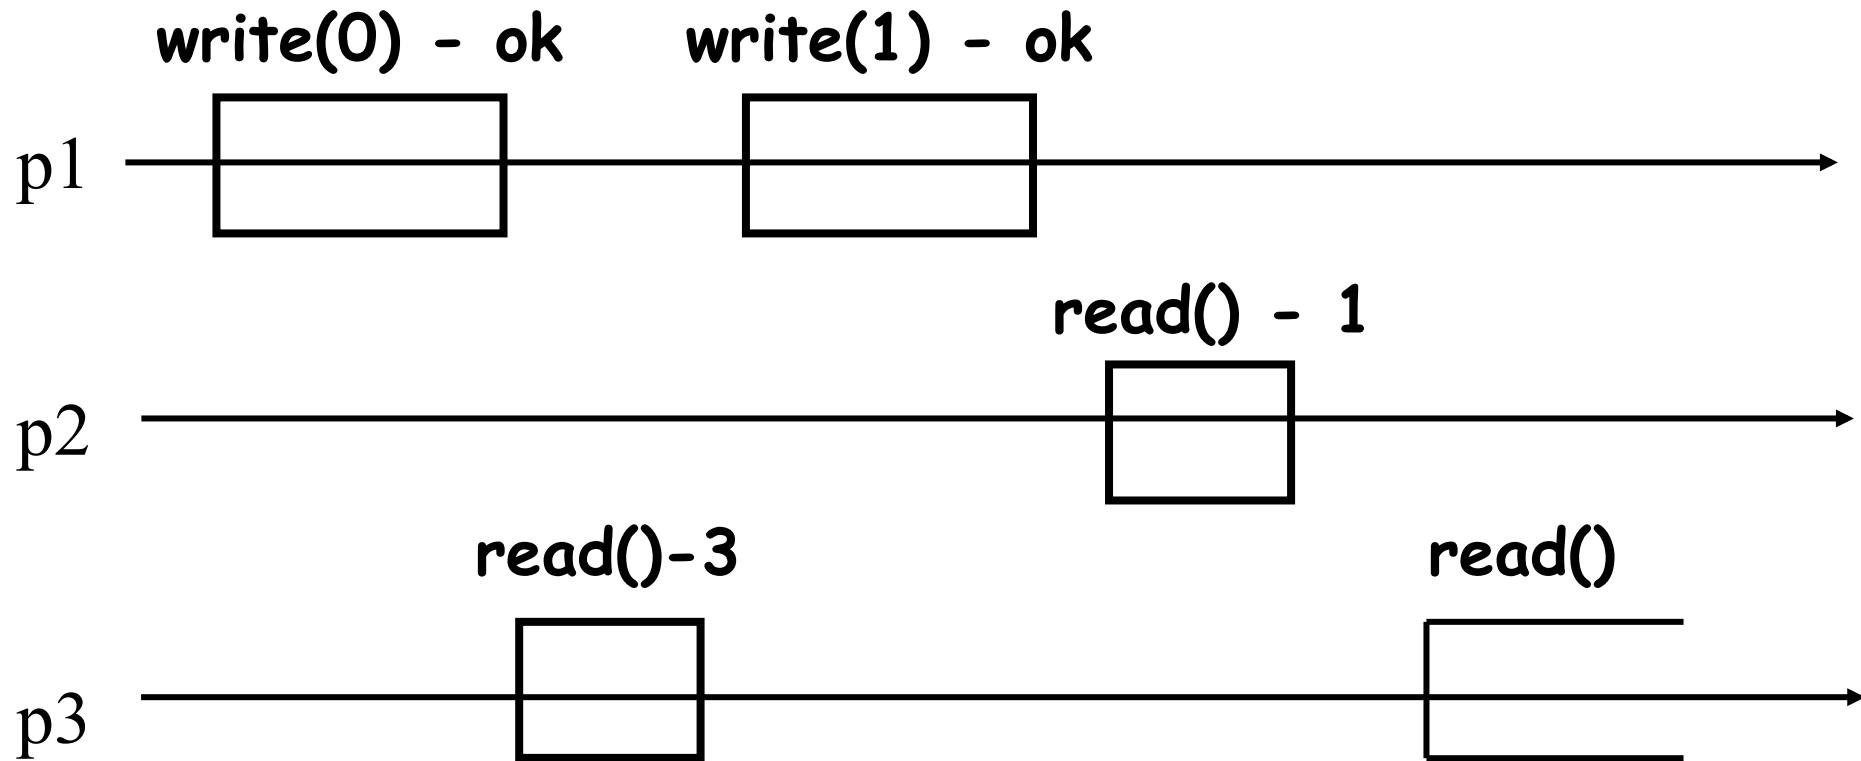 write(0) - ok write(1) - ok
p1
read() - 1
p2
read()-3 read()
p3